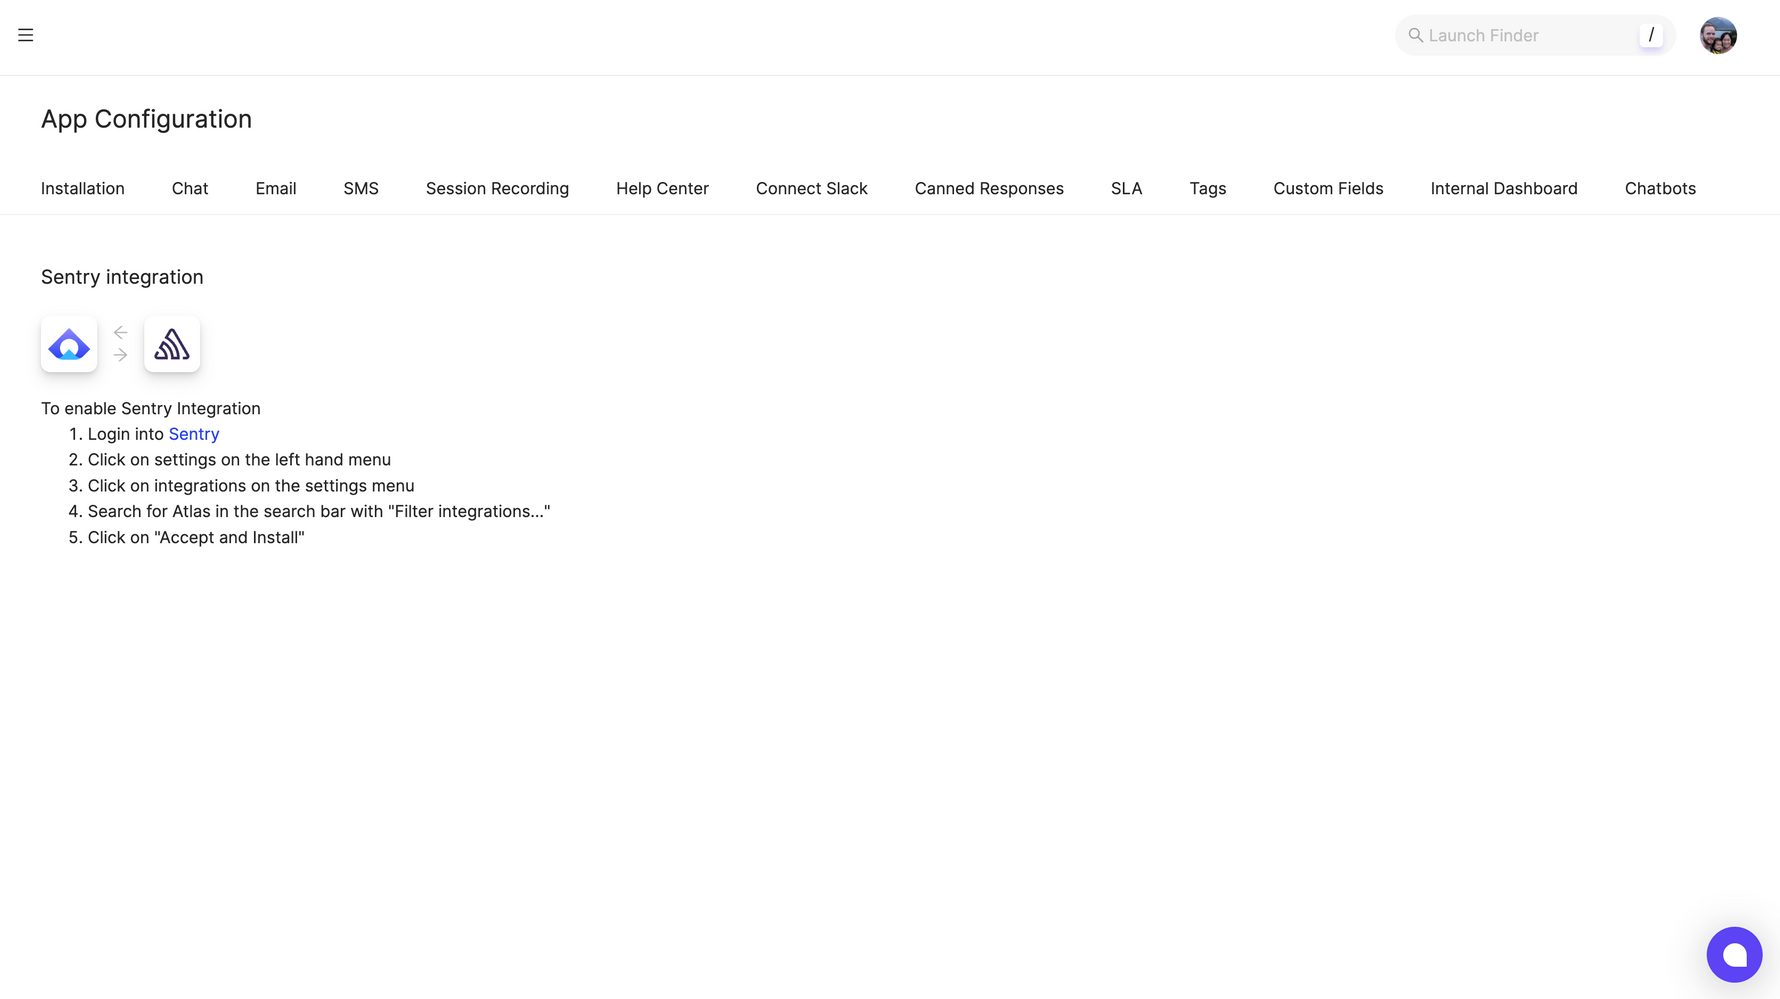 Launch Finder
/
App Configuration
Installation Chat Email SMS Session Recording Help Center Connect Slack Canned Responses SLA Tags Custom Fields Internal Dashboard Chatbots
Sentry integration
To enable Sentry Integration
1. Login into Sentry
2. Click on settings on the left hand menu
3. Click on integrations on the settings menu
4. Search for Atlas in the search bar with "Filter integrations..."
5. Click on "Accept and Install"